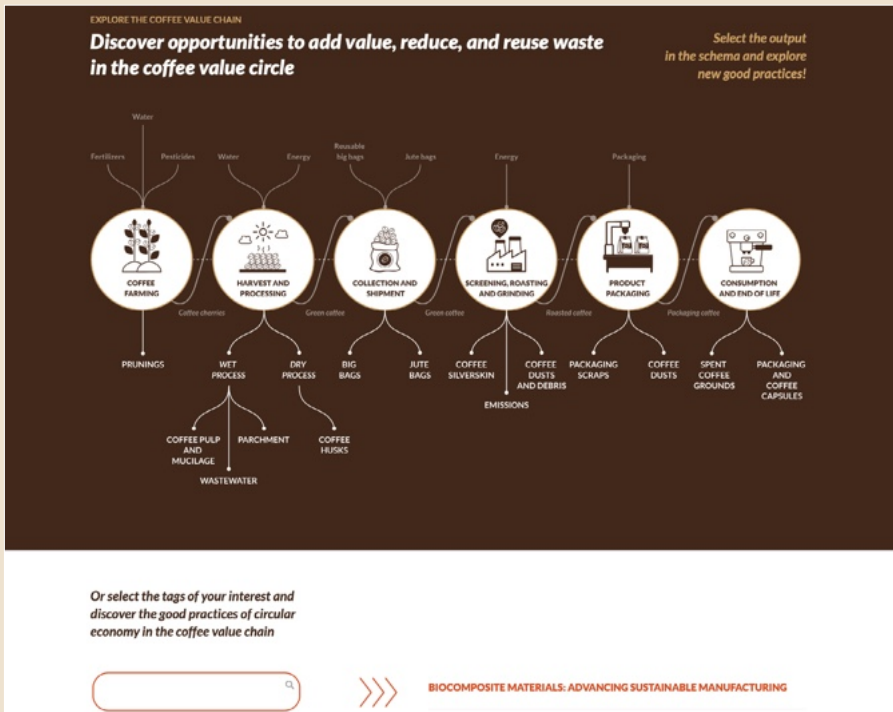 EXPLORE THE COFFEE VALUE CHAIN
Discover opportunities to add value, reduce, and reuse waste
in the coffee value circle
Select the output
in the schema and explore
new good practices!
Water
Fertilizers
Pesticides
Water
Energy
Reusable
big bags
Jute bags
Energy
Packaging
COFFEE
FARMING
HARVEST AND
PROCESSING
COLLECTION AND
SHIPMENT
SCREENING, ROASTING
AND GRINDING
PRODUCT
PACKAGING
CONSUMPTION
AND END OF LIFE
Coffee cherries
Green coffee
Green coffee
Roasted coffee
Packaging coffee
PRUNINGS
WET
PROCESS
DRY
PROCESS
BIG
BAGS
JUTE
BAGS
COFFEE
SILVERSKIN
COFFEE
DUSTS
AND DEBRIS
PACKAGING
SCRAPS
COFFEE
DUSTS
SPENT
COFFEE
GROUNDS
PACKAGING
AND
COFFEE
CAPSULES
EMISSIONS
COFFEE PULP
AND
MUCILAGE
PARCHMENT
COFFEE
HUSKS
WASTEWATER
Or select the tags of your interest and
discover the good practices of circular
economy in the coffee value chain
BIOCOMPOSITE MATERIALS: ADVANCING SUSTAINABLE MANUFACTURING